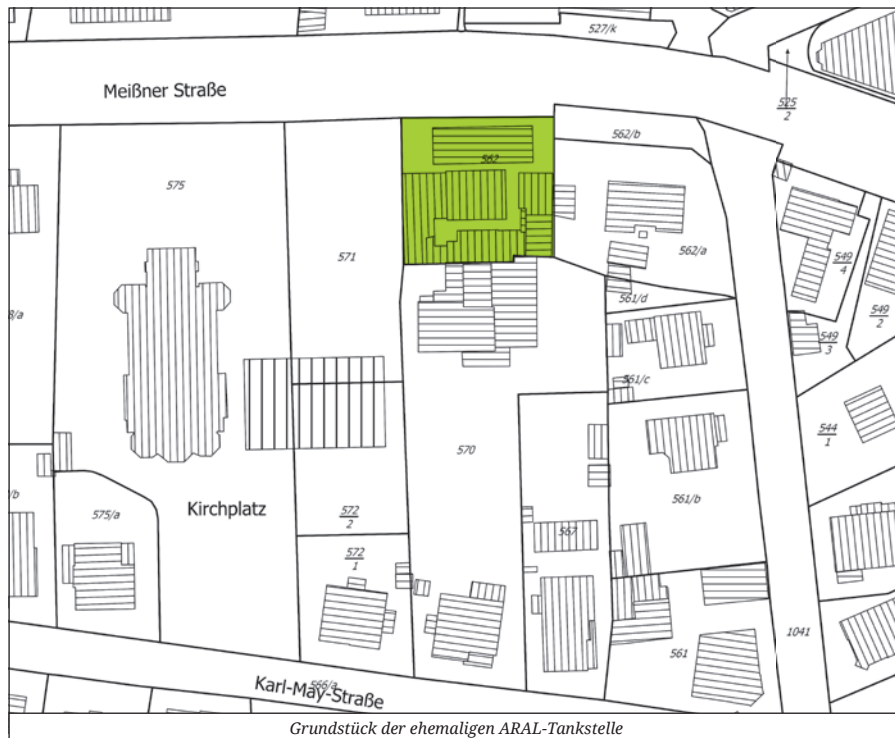 527/k
Meißner Straße
525
2
562/b
562
575
571
562/a
549
4
549
2
561/d
8/a
549
3
561/c
544
1
570
/b
575/a
Kirchplatz
572
2
567
561/b
572
1
1041
561
566/a
Karl-May-Straße
Grundstück der ehemaligen ARAL-Tankstelle